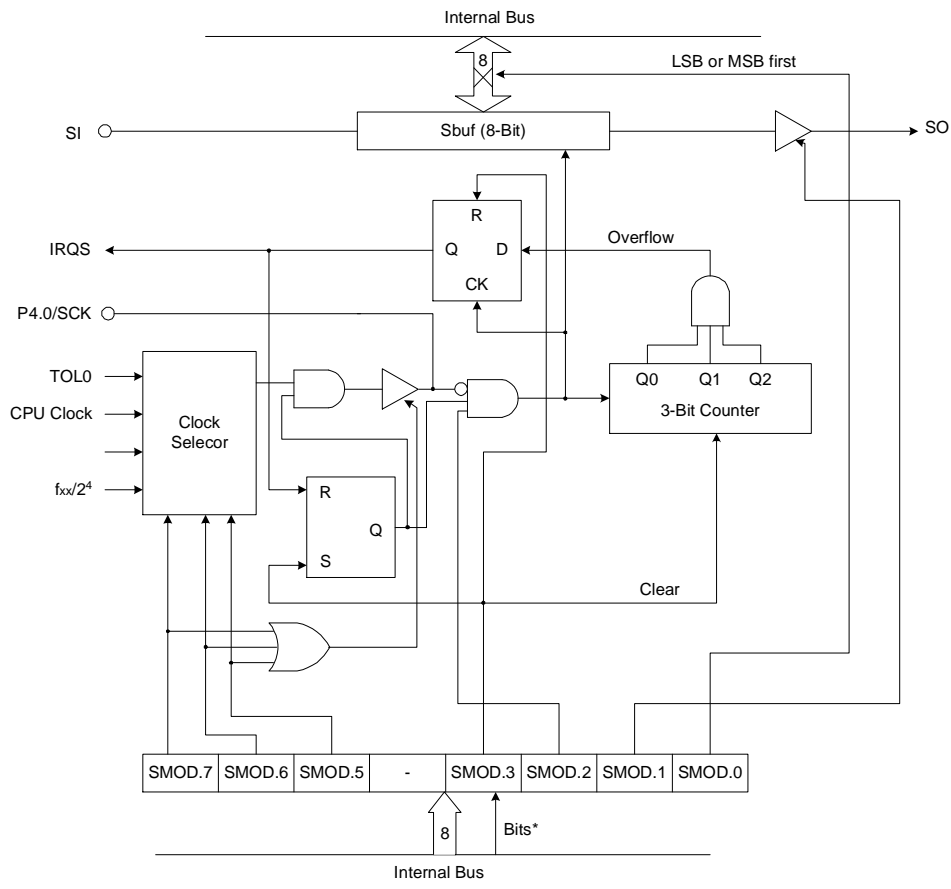 Internal Bus
8
LSB or MSB first
SI
Sbuf (8-Bit)
SO
R
IRQS
Q
D
Overflow
CK
P4.0/SCK
TOL0
CPU Clock
fxx/2⁴
Clock
Selecor
Q0
Q1
Q2
3-Bit Counter
R
Q
S
Clear
SMOD.7
SMOD.6
SMOD.5
-
SMOD.3
SMOD.2
SMOD.1
SMOD.0
8
Bits*
Internal Bus